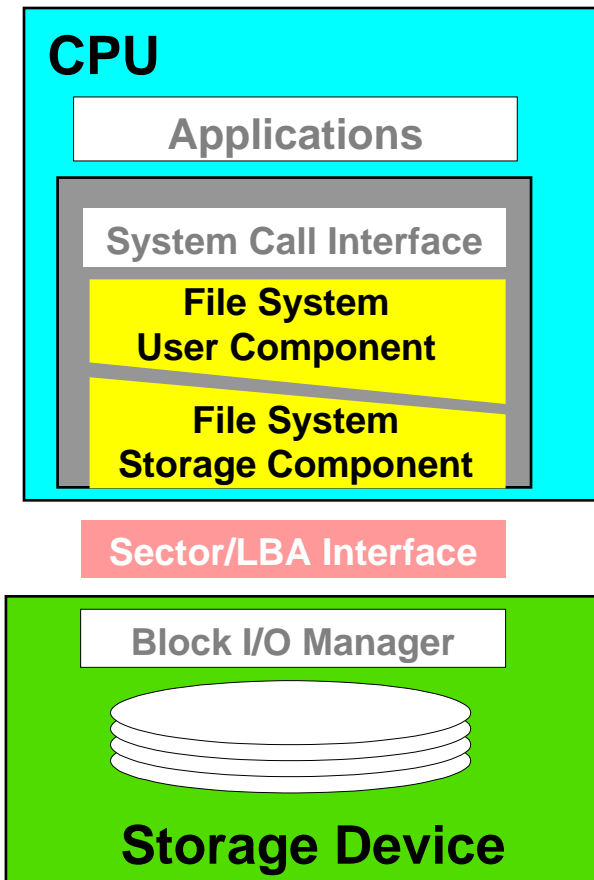 CPU
Applications
System Call Interface
File System
User Component
File System
Storage Component
Sector/LBA Interface
Block I/O Manager
Storage Device